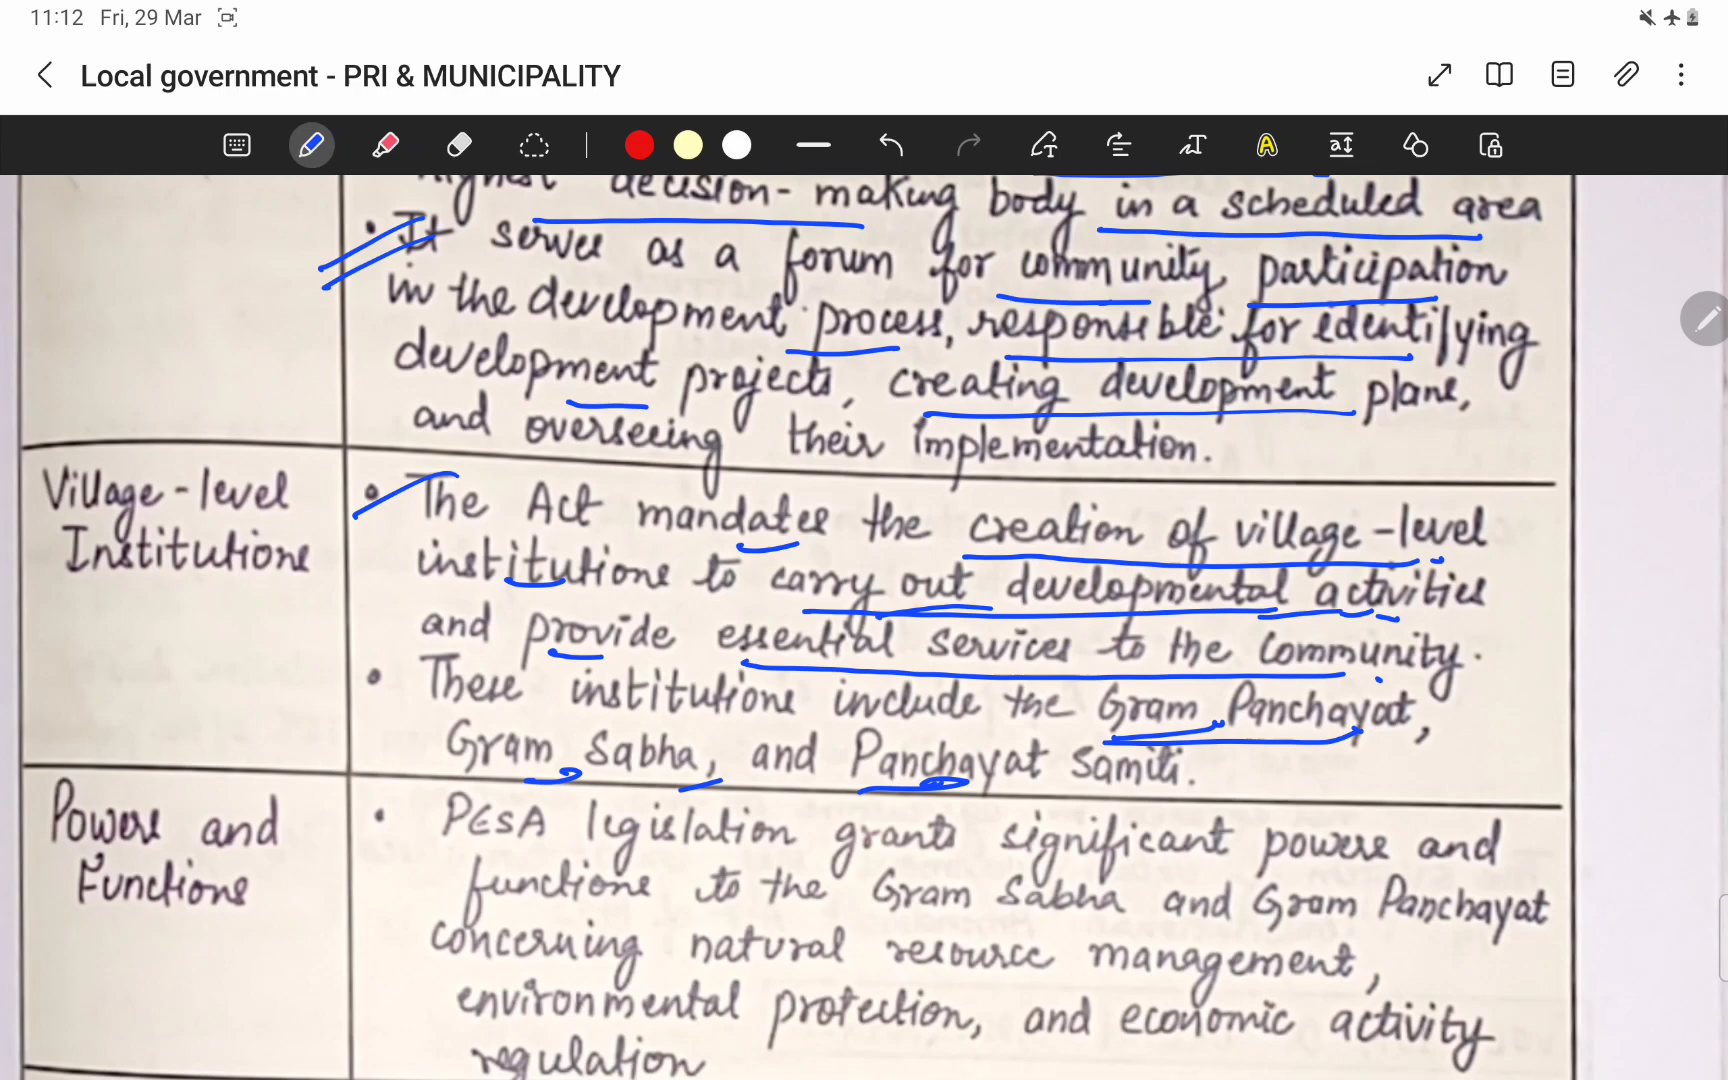 11:12 Fri, 29 Mar
Local government - PRI & MUNICIPALITY
highest decision-making body in a scheduled area
• It serves as a forum for community participation
in the development process, responsible for identifying
development projects, creating development plans,
and overseeing their implementation.
Village-level
Institutions
• The Act mandates the creation of village-level
institutions to carry out developmental activities
and provide essential services to the community.
• These institutions include the Gram Panchayat,
Gram Sabha, and Panchayat Samiti.
Powers and
Functions
• PESA legislation grants significant powers and
functions to the Gram Sabha and Gram Panchayat
concerning natural resource management,
environmental protection, and economic activity
regulation